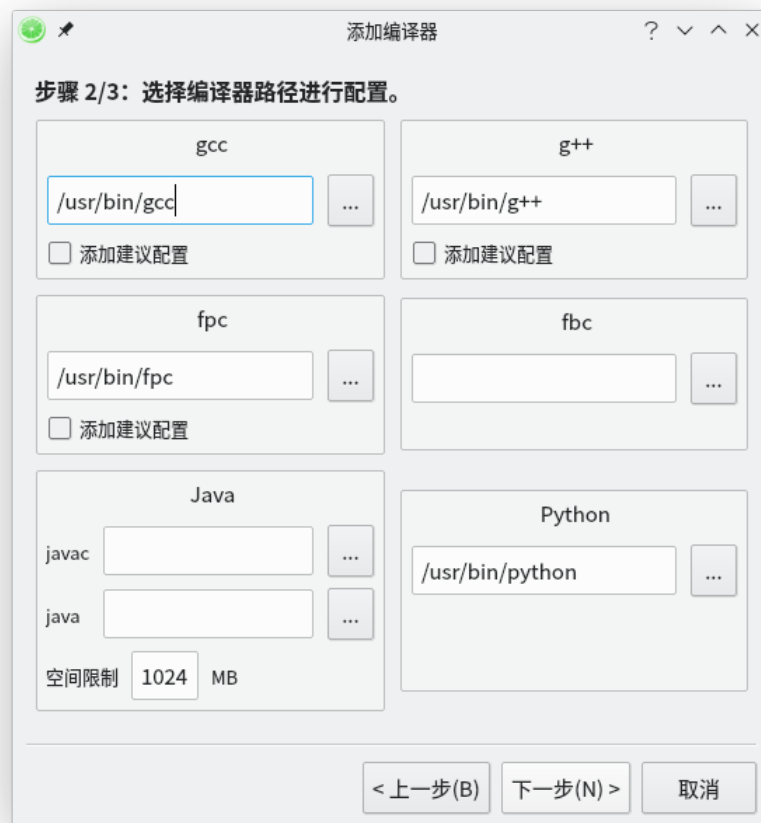 添加编译器
步骤 2/3：选择编译器路径进行配置。
gcc
/usr/bin/gcc
...
添加建议配置
g++
/usr/bin/g++
...
添加建议配置
fpc
/usr/bin/fpc
...
添加建议配置
fbc
...
Java
javac
...
java
...
空间限制 1024 MB
Python
/usr/bin/python
...
< 上一步(B)
下一步(N) >
取消